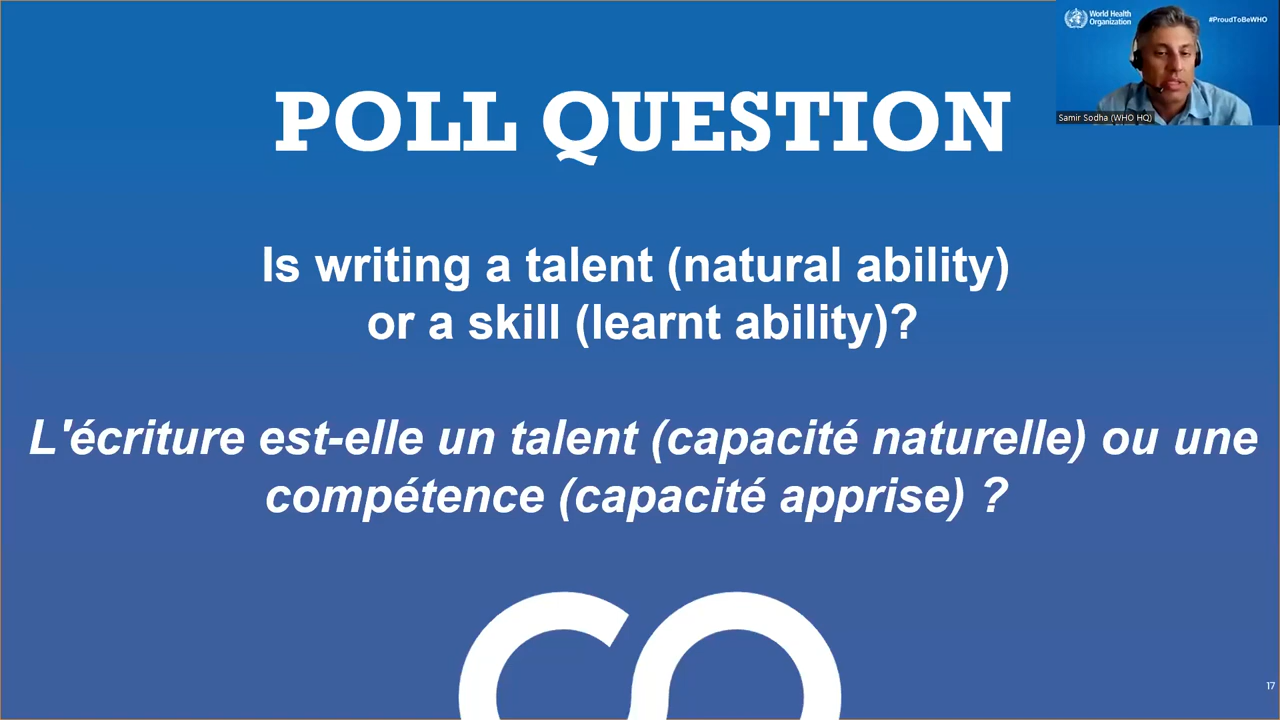 World Health
Organization
#ProudToBeWHO
Samir Sodha (WHO HQ)
POLL QUESTION
Is writing a talent (natural ability)
or a skill (learnt ability)?
L'écriture est-elle un talent (capacité naturelle) ou une
compétence (capacité apprise) ?
17